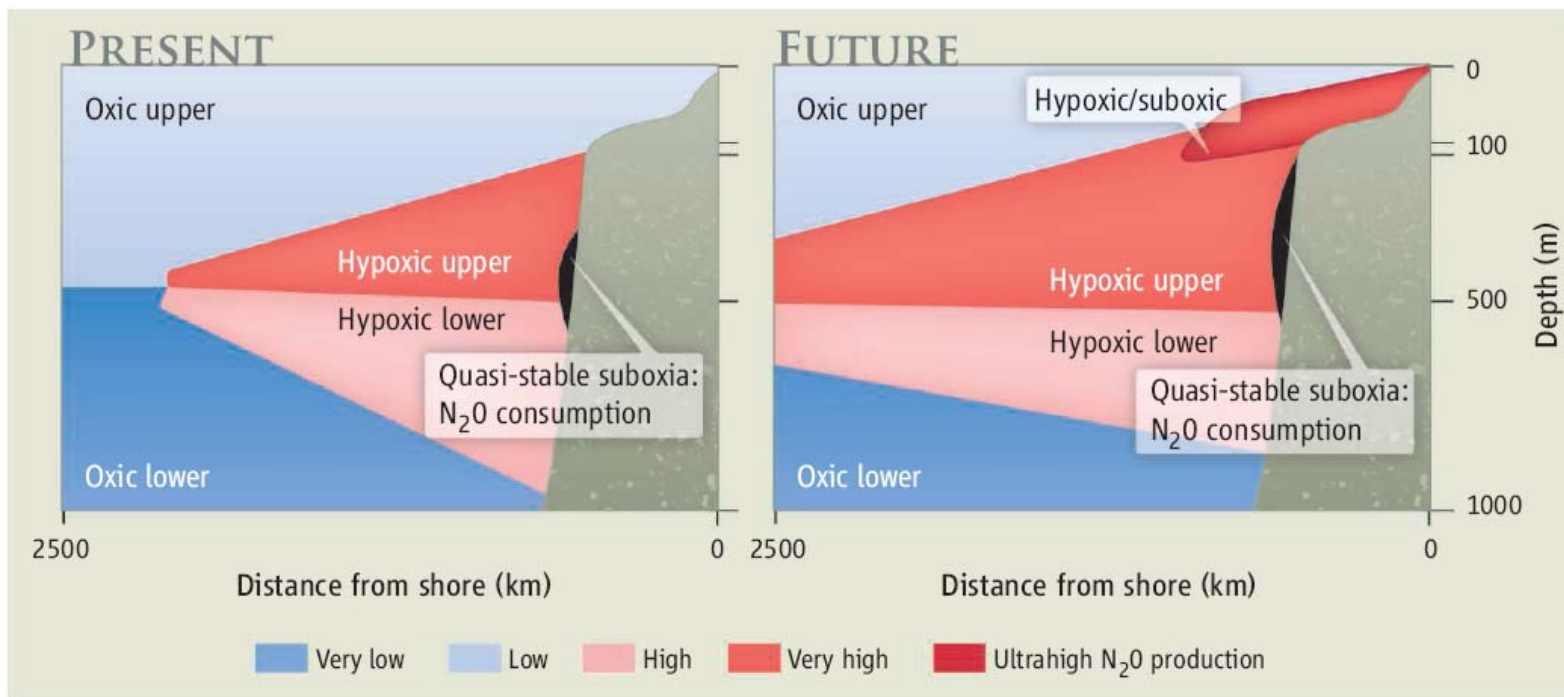 PRESENT
Oxic upper
Hypoxic upper
Hypoxic lower
Quasi-stable suboxia:
N₂O consumption
Oxic lower
2500
0
Distance from shore (km)
FUTURE
Oxic upper
Hypoxic/suboxic
Hypoxic upper
Hypoxic lower
Quasi-stable suboxia:
N₂O consumption
Oxic lower
2500
0
Distance from shore (km)
0
100
500
1000
Depth (m)
Very low
Low
High
Very high
Ultrahigh N₂O production